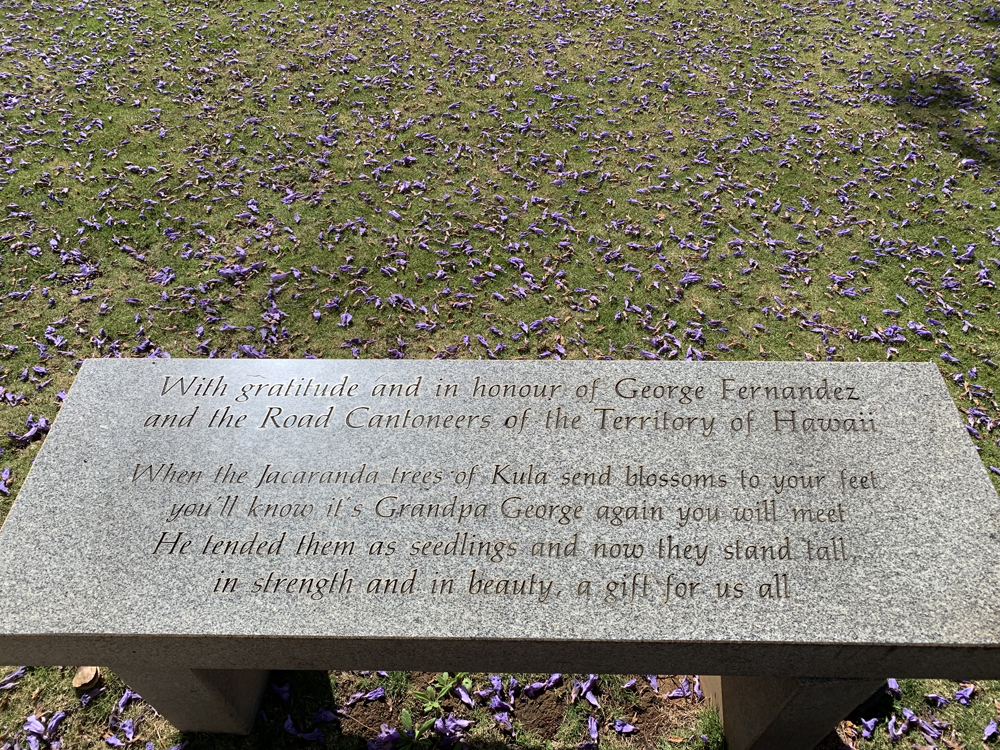 With gratitude and in honour of George Fernandez
and the Road Cantoneers of the Territory of Hawaii
When the Jacaranda trees of Kula send blossoms to your feet
you'll know it's Grandpa George again you will meet
He tended them as seedlings and now they stand tall,
in strength and in beauty, a gift for us all